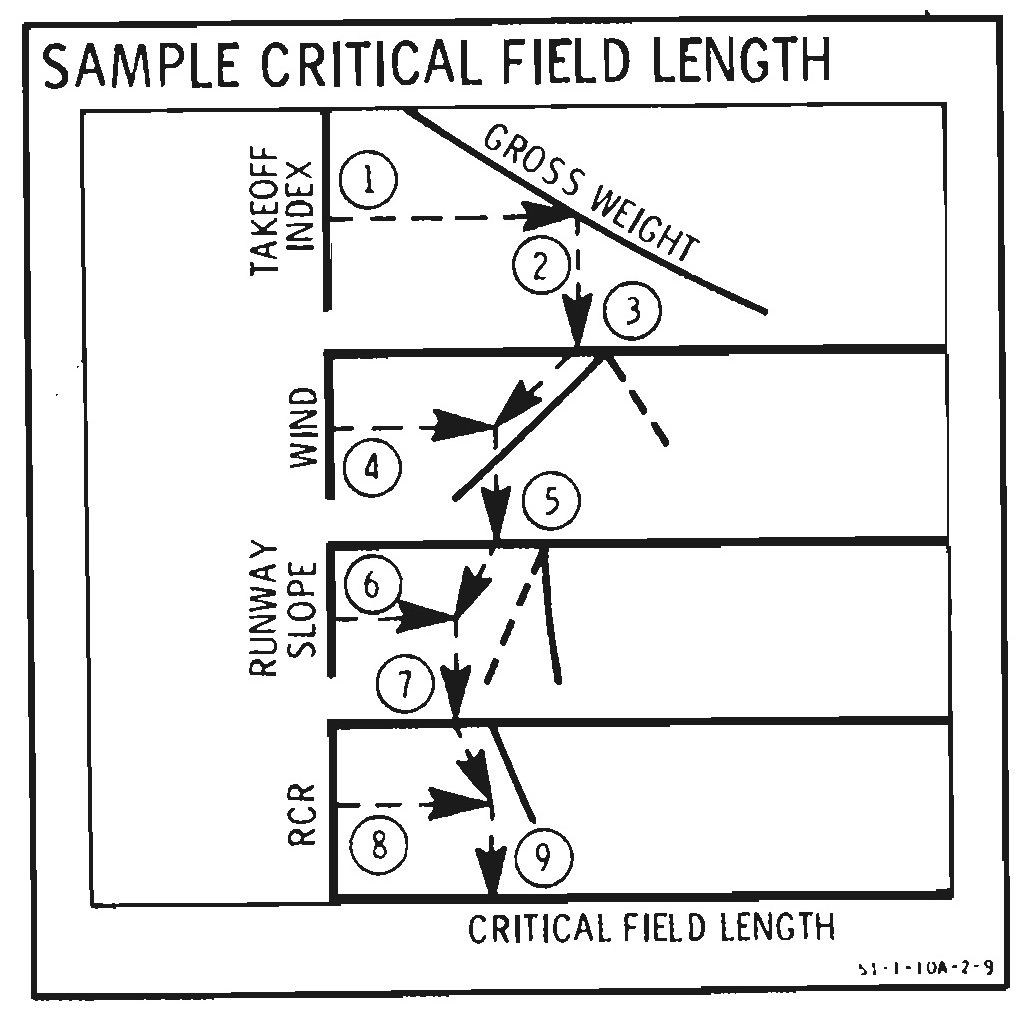 SAMPLE CRITICAL FIELD LENGTH
TAKEOFF
INDEX
1
GROSS WEIGHT
2
3
WIND
4
5
RUNWAY
SLOPE
6
7
RCR
8
9
CRITICAL FIELD LENGTH
51-1-10A-2-9